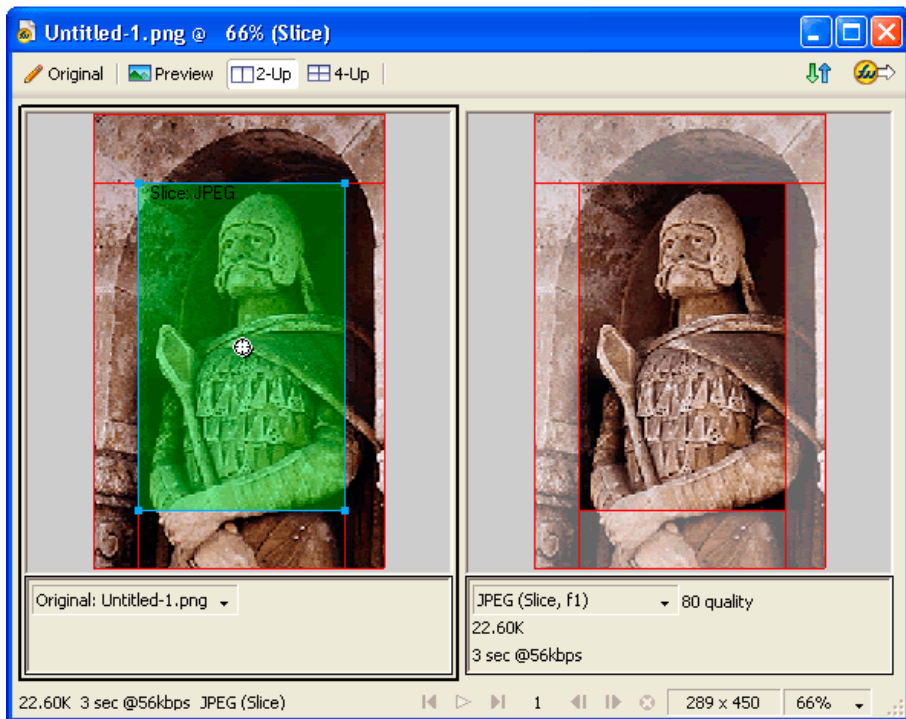 Untitled-1.png @ 66% (Slice)
Original Preview 2-Up 4-Up
Slice: JPEG
Original: Untitled-1.png
JPEG (Slice, f1) 80 quality
22.60K
3 sec @56kbps
22.60K 3 sec @56kbps JPEG (Slice) 1 289 x 450 66%